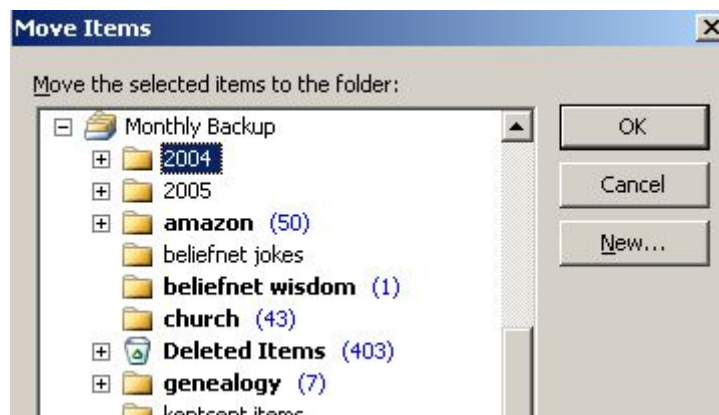 Move Items
Move the selected items to the folder:
Monthly Backup
2004
2005
amazon (50)
beliefnet jokes
beliefnet wisdom (1)
church (43)
Deleted Items (403)
genealogy (7)
items
OK
Cancel
New...